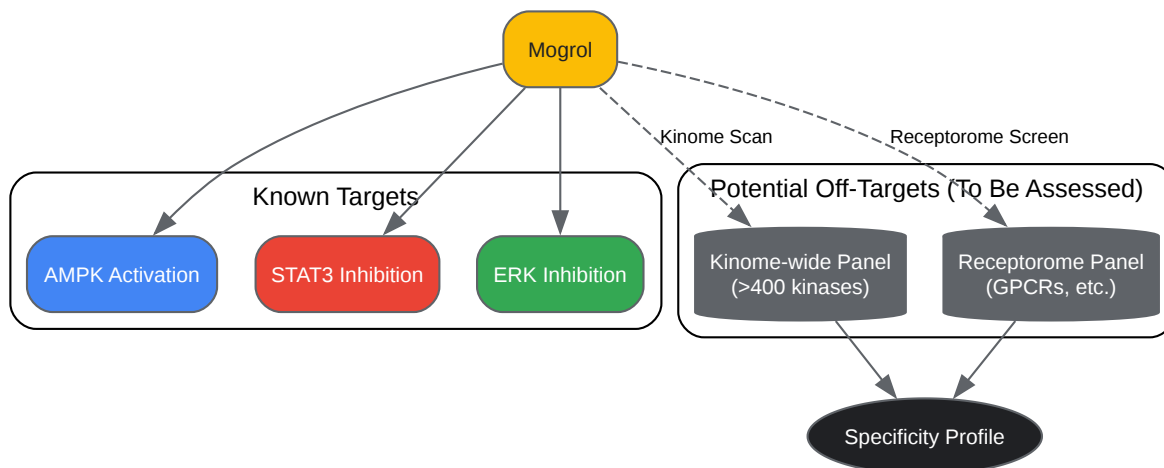 Mogrol
Kinome Scan
Receptorome Screen
Known Targets
Potential Off-Targets (To Be Assessed)
AMPK Activation
STAT3 Inhibition
ERK Inhibition
Kinome-wide Panel
(>400 kinases)
Receptorome Panel
(GPCRs, etc.)
Specificity Profile